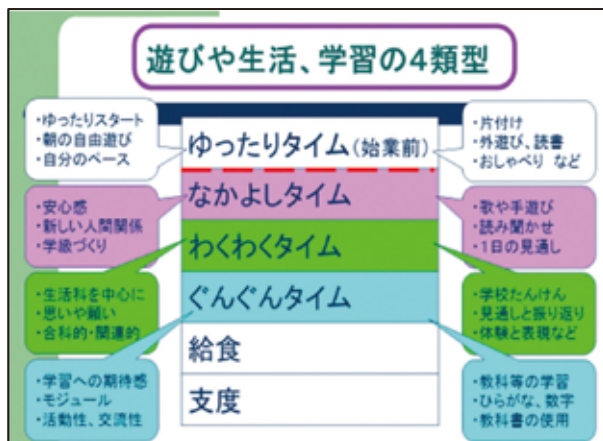 遊びや生活、学習の4類型
・ゆったりスタート
・朝の自由遊び
・自分のペース
ゆったりタイム(始業前)
・片付け
・外遊び、読書
・おしゃべり など
・安心感
・新しい人間関係
・学級づくり
なかよしタイム
・歌や手遊び
・読み聞かせ
・1日の見通し
・生活科を中心に
・思いや願い
・合科的・関連的
わくわくタイム
・学校たんけん
・見通しと振り返り
・体験と表現など
・学習への期待感
・モジュール
・活動性、交流性
ぐんぐんタイム
・教科等の学習
・ひらがな、数字
・教科書の使用
給食
支度